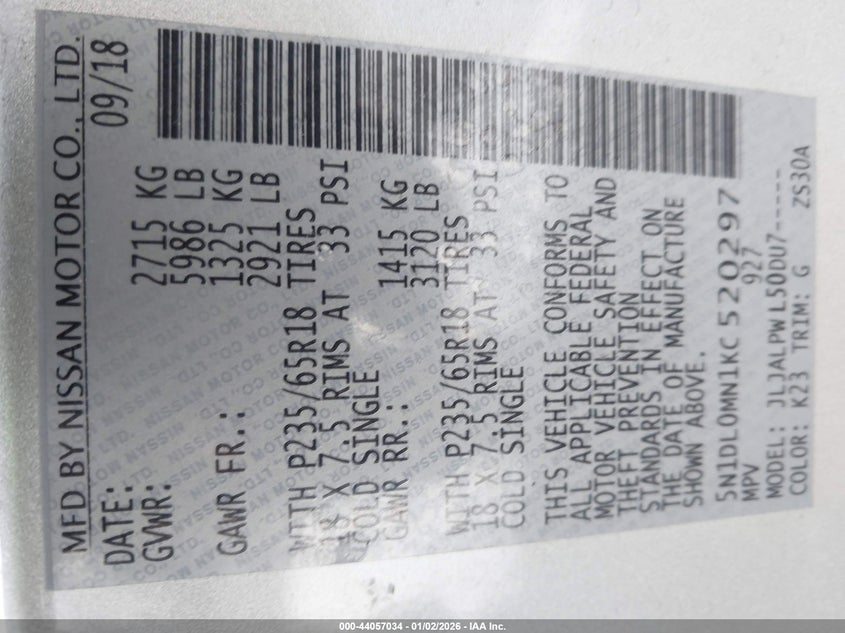 MFD BY NISSAN MOTOR CO., LTD.
DATE: 09/18
GVWR: 2715 KG
5986 LB
GAWR FR.: 1325 KG
2921 LB
WITH P235/65R18 TIRES
18 X 7.5 RIMS AT 33 PSI
COLD SINGLE
GAWR RR.: 1415 KG
3120 LB
WITH P235/65R18 TIRES
18 X 7.5 RIMS AT 33 PSI
COLD SINGLE
THIS VEHICLE CONFORMS TO
ALL APPLICABLE FEDERAL
MOTOR VEHICLE SAFETY AND
THEFT PREVENTION
STANDARDS IN EFFECT ON
THE DATE OF MANUFACTURE
SHOWN ABOVE.
5N1DL0MN1KC520297
MPV 927
MODEL: JLJALPWL50DU7-----
COLOR: K23 TRIM: G ZS30A
000-44057034 - 01/02/2026 - IAA Inc.